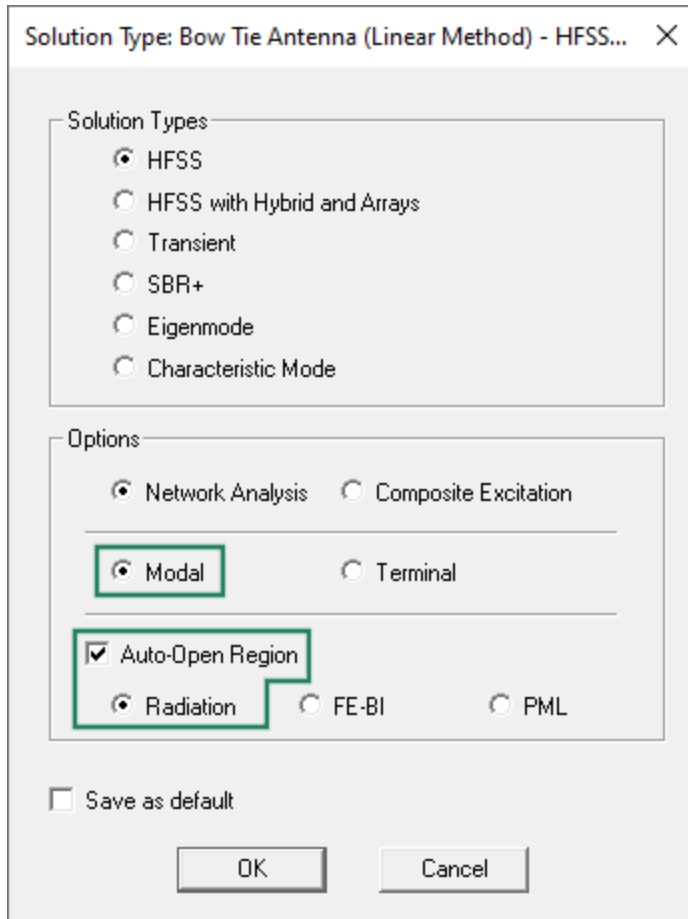 Solution Type: Bow Tie Antenna (Linear Method) - HFSS...
Solution Types
HFSS
HFSS with Hybrid and Arrays
Transient
SBR+
Eigenmode
Characteristic Mode
Options
Network Analysis Composite Excitation
Modal Terminal
Auto-Open Region
Radiation FE-BI PML
Save as default
OK Cancel